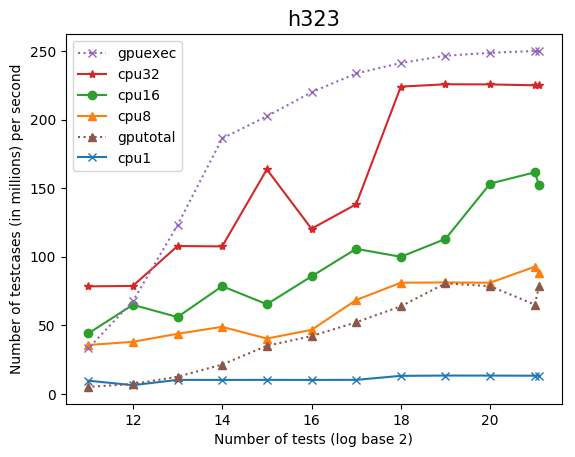 h323
gpuexec
cpu32
cpu16
cpu8
gputotal
cpu1
Number of testcases (in millions) per second
250
200
150
100
50
0
12 14 16 18 20
Number of tests (log base 2)